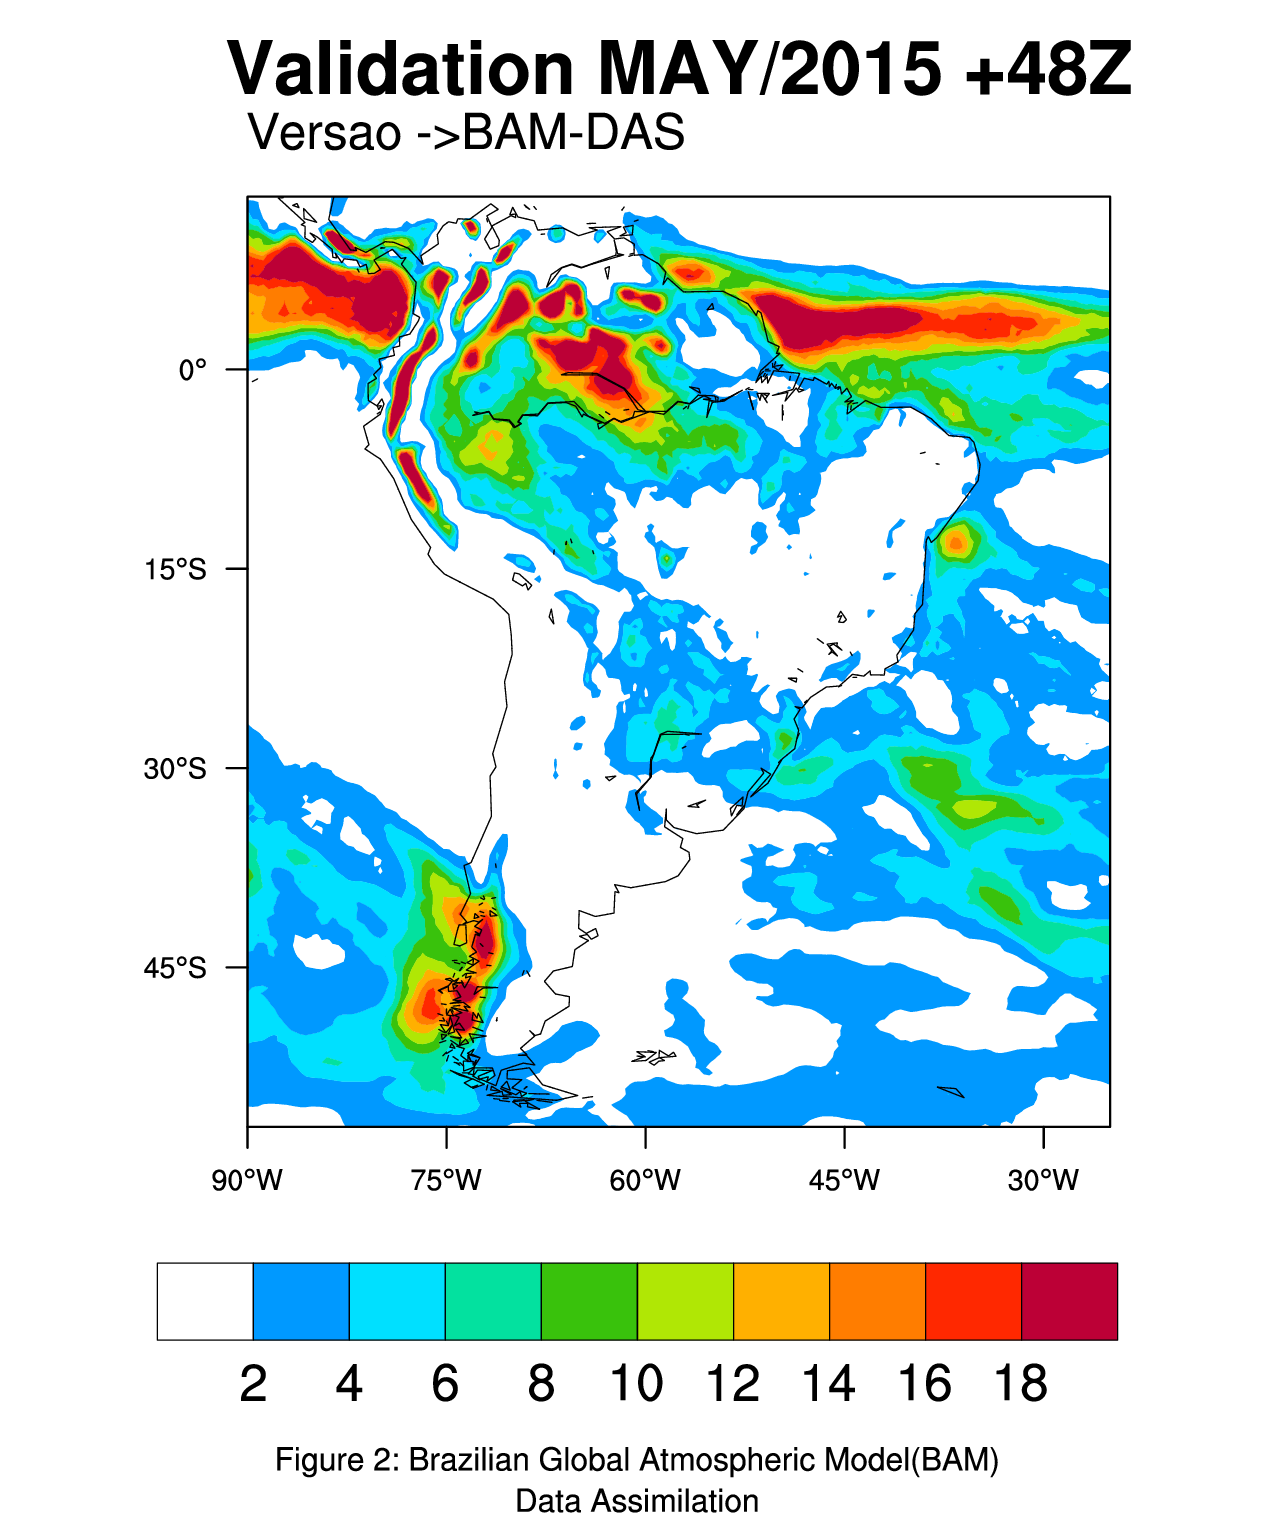 Validation MAY/2015 +48Z
Versao ->BAM-DAS
0°
15°S
30°S
45°S
90°W 75°W 60°W 45°W 30°W
2 4 6 8 10 12 14 16 18
Figure 2: Brazilian Global Atmospheric Model(BAM)
Data Assimilation